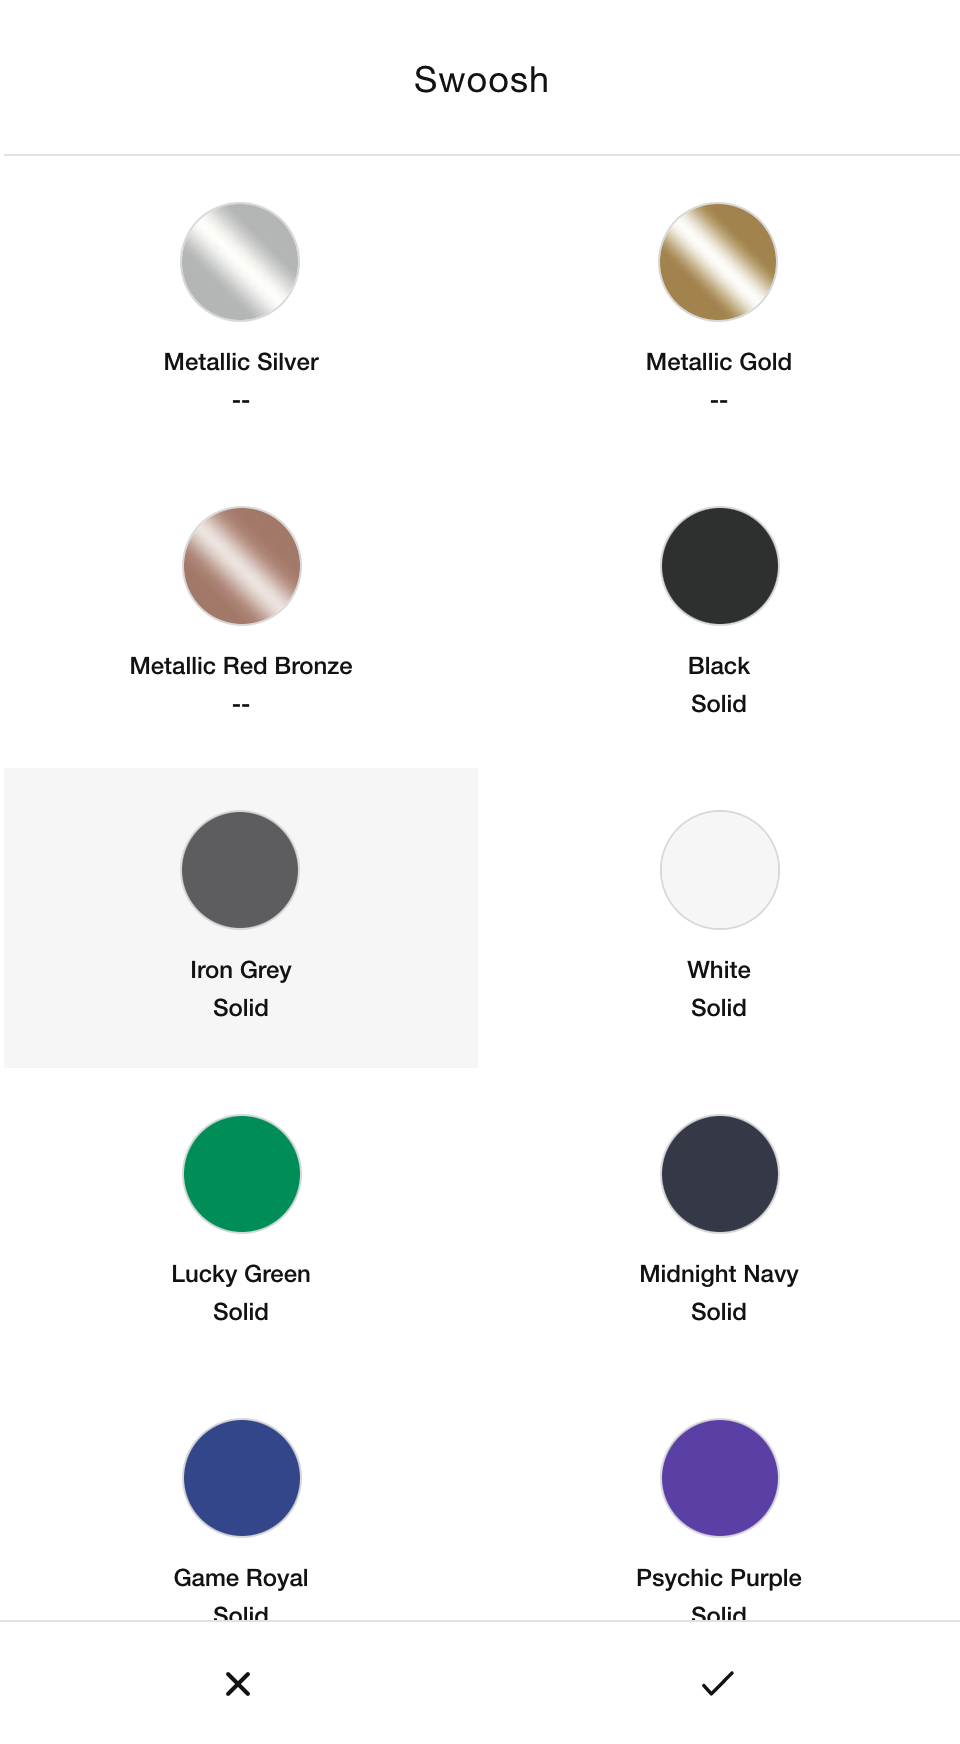 Swoosh
Metallic Silver
--
Metallic Gold
--
Metallic Red Bronze
--
Black
Solid
Iron Grey
Solid
White
Solid
Lucky Green
Solid
Midnight Navy
Solid
Game Royal
Solid
Psychic Purple
Solid